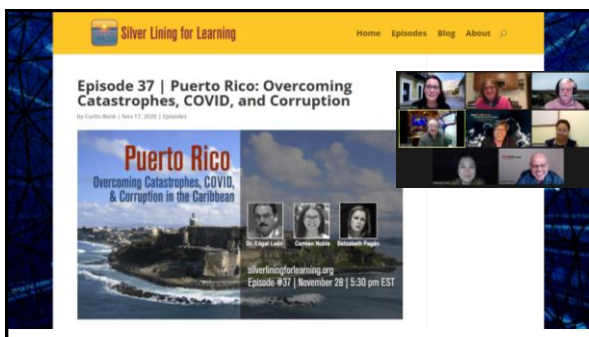 Silver Lining for Learning
Home Episodes Blog About
Episode 37 | Puerto Rico: Overcoming
Catastrophes, COVID, and Corruption
by Curtis Bonk | Nov 17, 2020 | Episodes
Puerto Rico
Overcoming Catastrophes, COVID,
& Corruption in the Caribbean
Dr. Edgar León
Carmen Noble
Betzabeth Pagán
silverliningforlearning.org
Episode #37 | November 28 | 5:30 pm EST